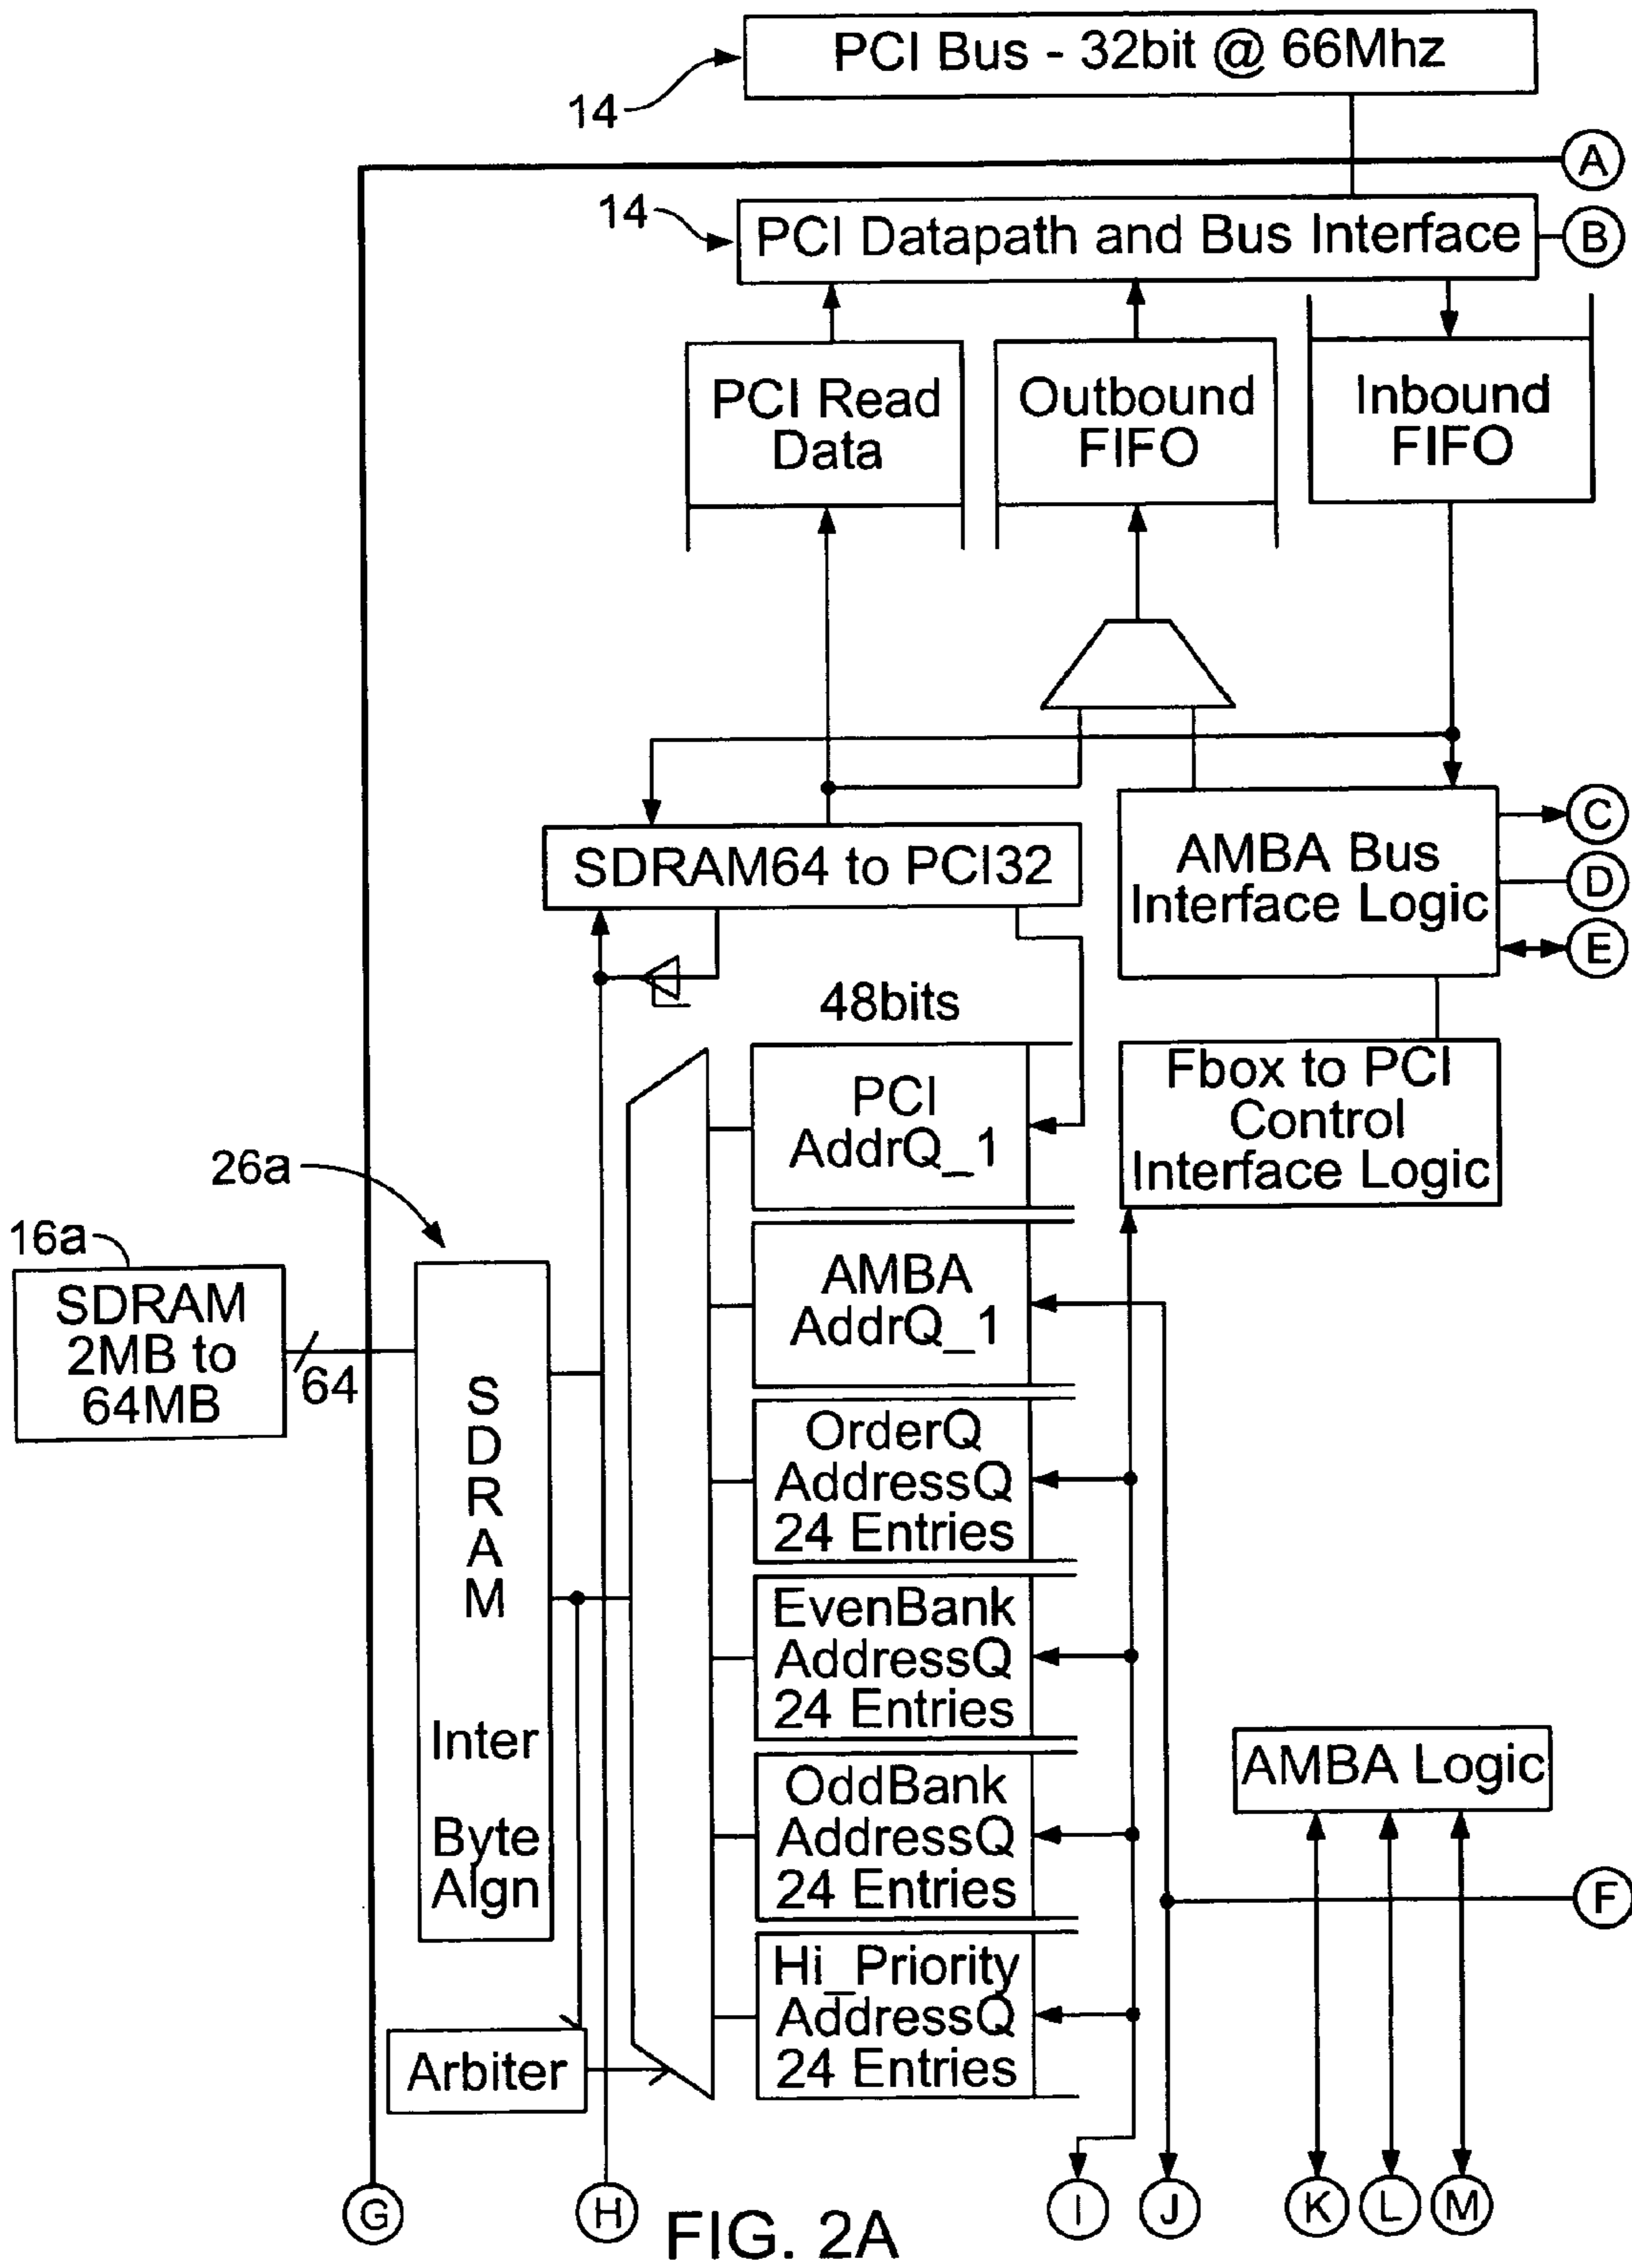 PCI Bus - 32bit @ 66Mhz
14
A
14
PCI Datapath and Bus Interface
B
PCI Read
Data
Outbound
FIFO
Inbound
FIFO
SDRAM64 to PCI32
AMBA Bus
Interface Logic
C
D
E
48bits
PCI
AddrQ_1
Fbox to PCI
Control
Interface Logic
26a
16a
SDRAM
2MB to
64MB
64
AMBA
AddrQ_1
S
D
R
A
M
Inter
Byte
Algn
OrderQ
AddressQ
24 Entries
EvenBank
AddressQ
24 Entries
OddBank
AddressQ
24 Entries
AMBA Logic
F
Hi_Priority
AddressQ
24 Entries
Arbiter
G
H
I
J
K
L
M
FIG. 2A